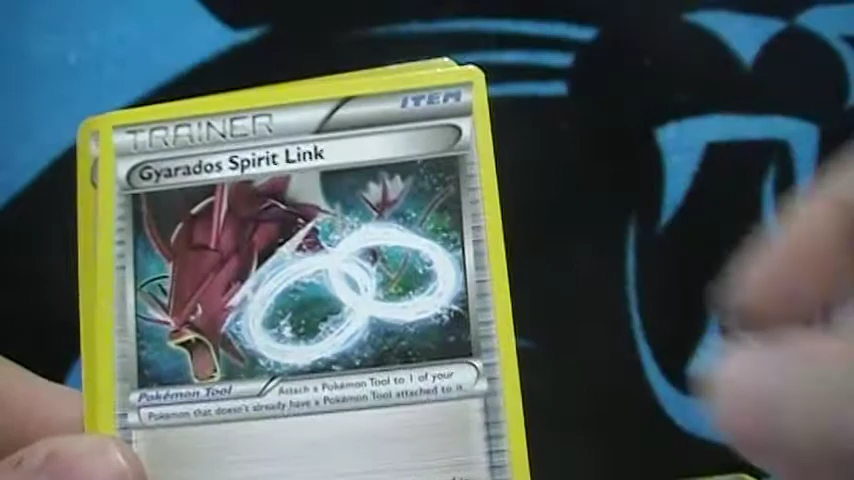 TRAINER
ITEM
Gyarados Spirit Link
Pokémon Tool
Attach a Pokémon Tool to 1 of your
Pokémon that doesn't already have a Pokémon Tool attached to it.